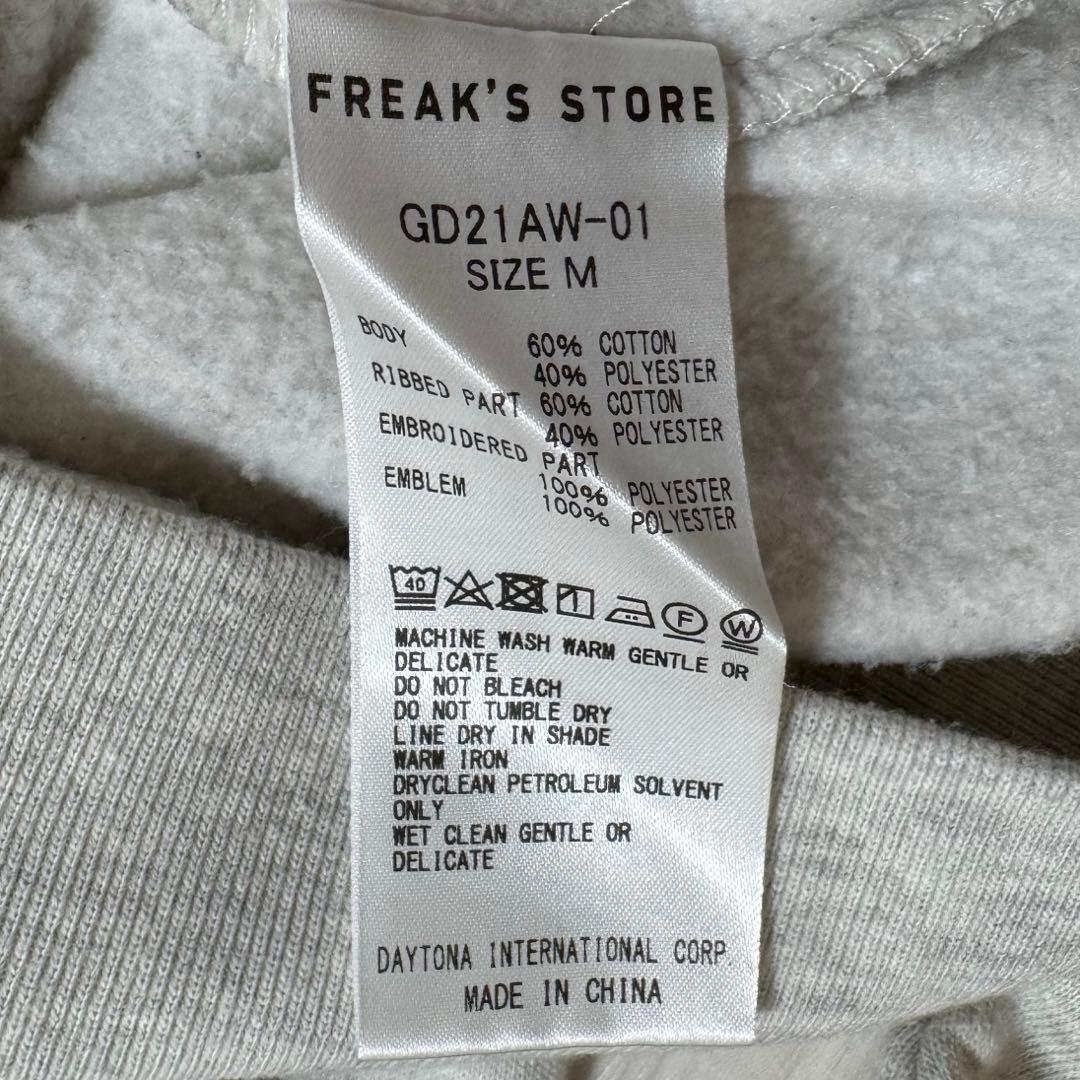 FREAK'S STORE
GD21AW-01
SIZE M
BODY 60% COTTON
40% POLYESTER
RIBBED PART 60% COTTON
40% POLYESTER
EMBROIDERED PART
100% POLYESTER
EMBLEM 100% POLYESTER
40 F W
MACHINE WASH WARM GENTLE OR
DELICATE
DO NOT BLEACH
DO NOT TUMBLE DRY
LINE DRY IN SHADE
WARM IRON
DRYCLEAN PETROLEUM SOLVENT
ONLY
WET CLEAN GENTLE OR
DELICATE
DAYTONA INTERNATIONAL CORP.
MADE IN CHINA